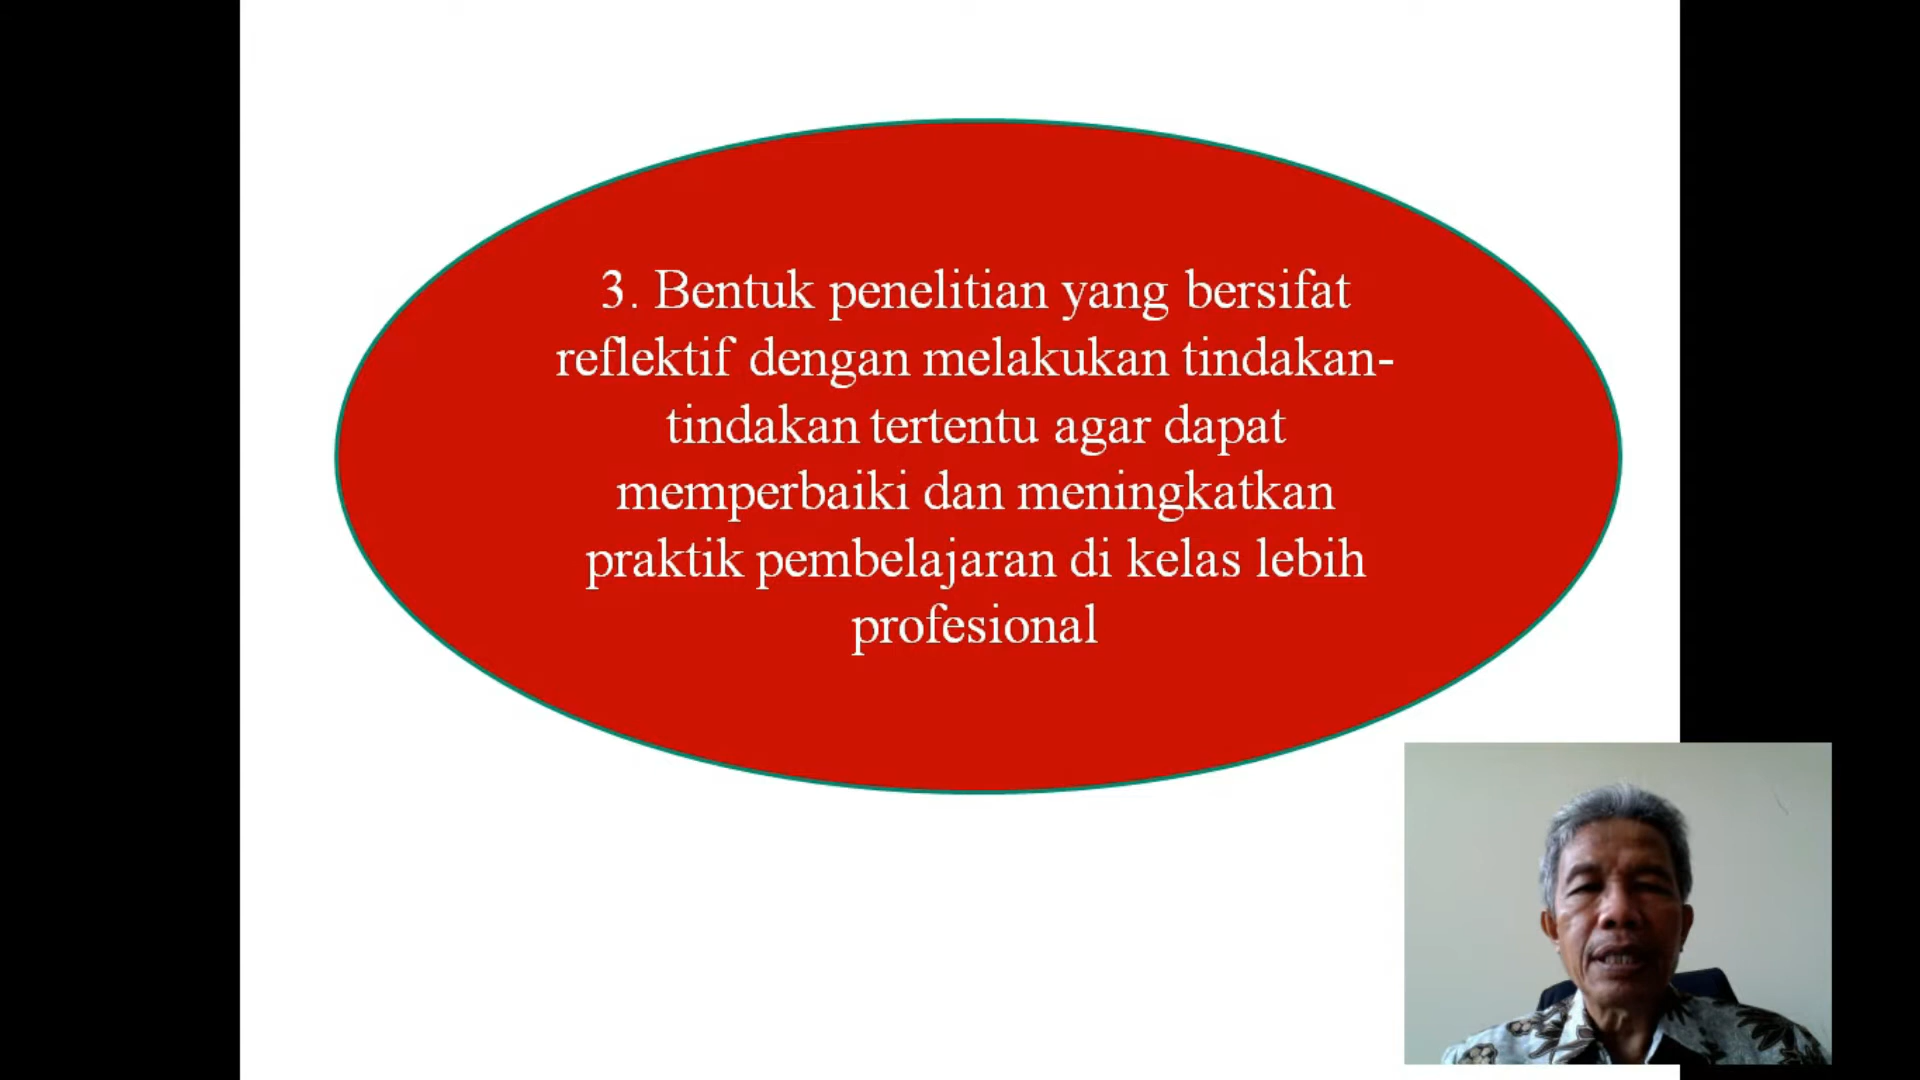 3. Bentuk penelitian yang bersifat
reflektif dengan melakukan tindakan-
tindakan tertentu agar dapat
memperbaiki dan meningkatkan
praktik pembelajaran di kelas lebih
profesional